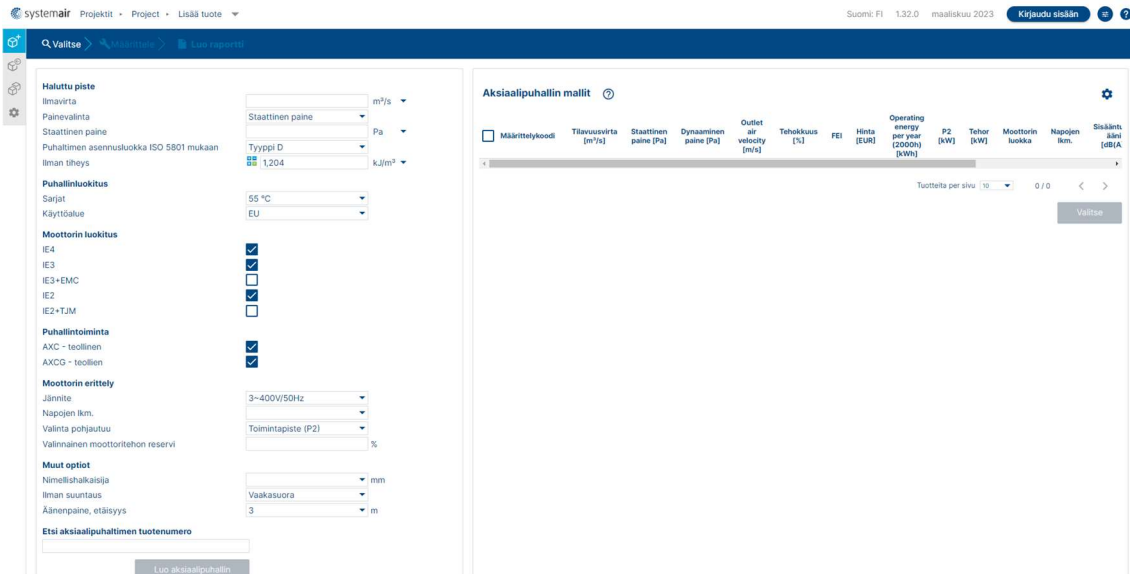 systemair Projektit • Project • Lisää tuote
Suomi: FI 1.32.0 maaliskuu 2023 Kirjaudu sisään
Valitse Määrittele Luo raportti
Haluttu piste
Ilmavirta m³/s
Painevalinta Staattinen paine
Staattinen paine Pa
Puhaltimen asennusluokka ISO 5801 mukaan Tyyppi D
Ilman tiheys 1,204 kJ/m³
Puhallinluokitus
Sarjat 55 °C
Käyttöalue EU
Moottorin luokitus
IE4
IE3
IE3+EMC
IE2
IE2+TJM
Puhallintoiminta
AXC - teollinen
AXCG - teollien
Moottorin erittely
Jännite 3~400V/50Hz
Napojen lkm.
Valinta pohjautuu Toimintapiste (P2)
Valinnainen moottoritehon reservi %
Muut optiot
Nimellishalkaisija mm
Ilman suuntaus Vaakasuora
Äänenpaine, etäisyys 3 m
Etsi aksiaalipuhaltimen tuotenumero
Luo aksiaalipuhallin
Aksiaalipuhallin mallit
Määrittelykoodi
Tilavuusvirta [m³/s]
Staattinen paine [Pa]
Dynaaminen paine [Pa]
Outlet air velocity [m/s]
Tehokkuus [%]
FEI
Hinta [EUR]
Operating energy per year (2000h) [kWh]
P2 [kW]
Tehor [kW]
Moottorin luokka
Napojen lkm.
Sisääntu ääni [dB(A
Tuotteita per sivu 10 0 / 0
Valitse